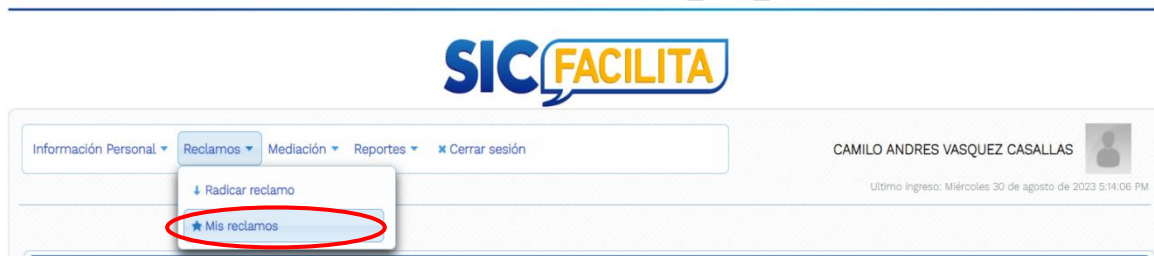 SIC FACILITA
Información Personal Reclamos Mediación Reportes × Cerrar sesión
CAMILO ANDRES VASQUEZ CASALLAS
Ultimo ingreso: Miércoles 30 de agosto de 2023 5:14:06 PM
Radicar reclamo
Mis reclamos